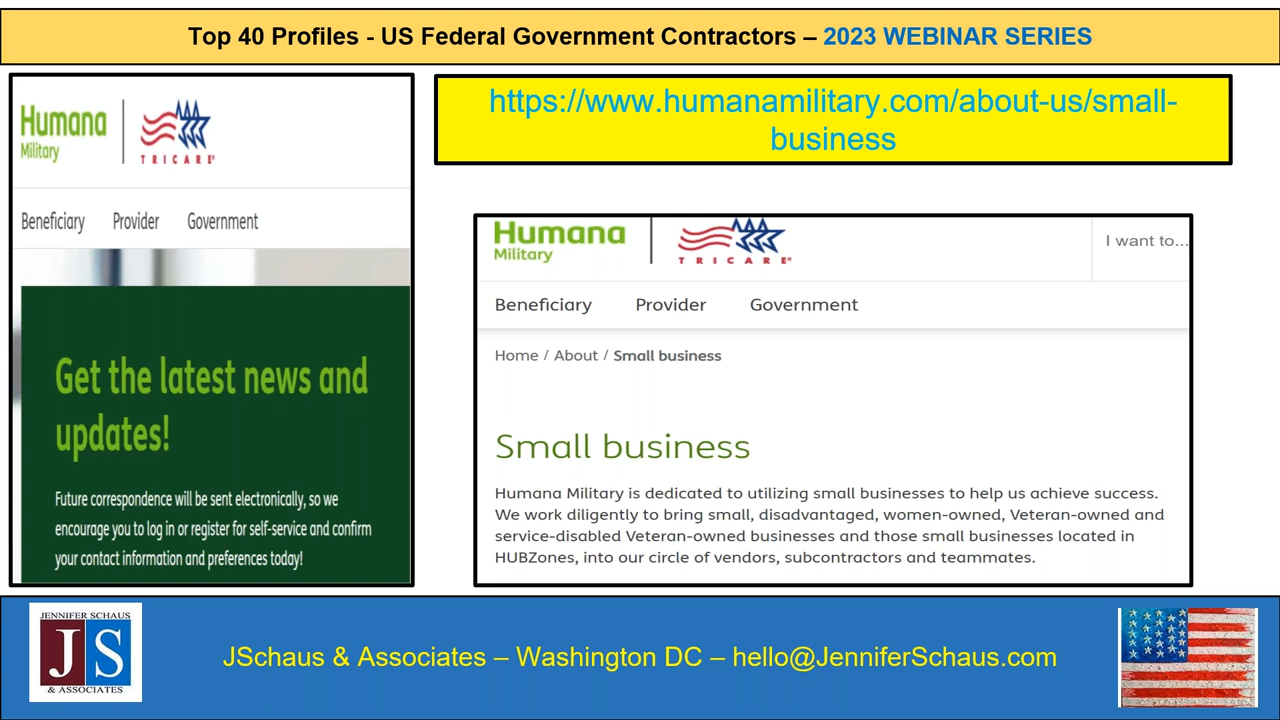 Top 40 Profiles - US Federal Government Contractors – 2023 WEBINAR SERIES
Humana
Military
TRICARE
Beneficiary Provider Government
Get the latest news and
updates!
Future correspondence will be sent electronically, so we
encourage you to log in or register for self-service and confirm
your contact information and preferences today!
https://www.humanamilitary.com/about-us/small-
business
Humana
Military
TRICARE
I want to...
Beneficiary Provider Government
Home / About / Small business
Small business
Humana Military is dedicated to utilizing small businesses to help us achieve success.
We work diligently to bring small, disadvantaged, women-owned, Veteran-owned and
service-disabled Veteran-owned businesses and those small businesses located in
HUBZones, into our circle of vendors, subcontractors and teammates.
JENNIFER SCHAUS
JS
& ASSOCIATES
JSchaus & Associates – Washington DC – hello@JenniferSchaus.com